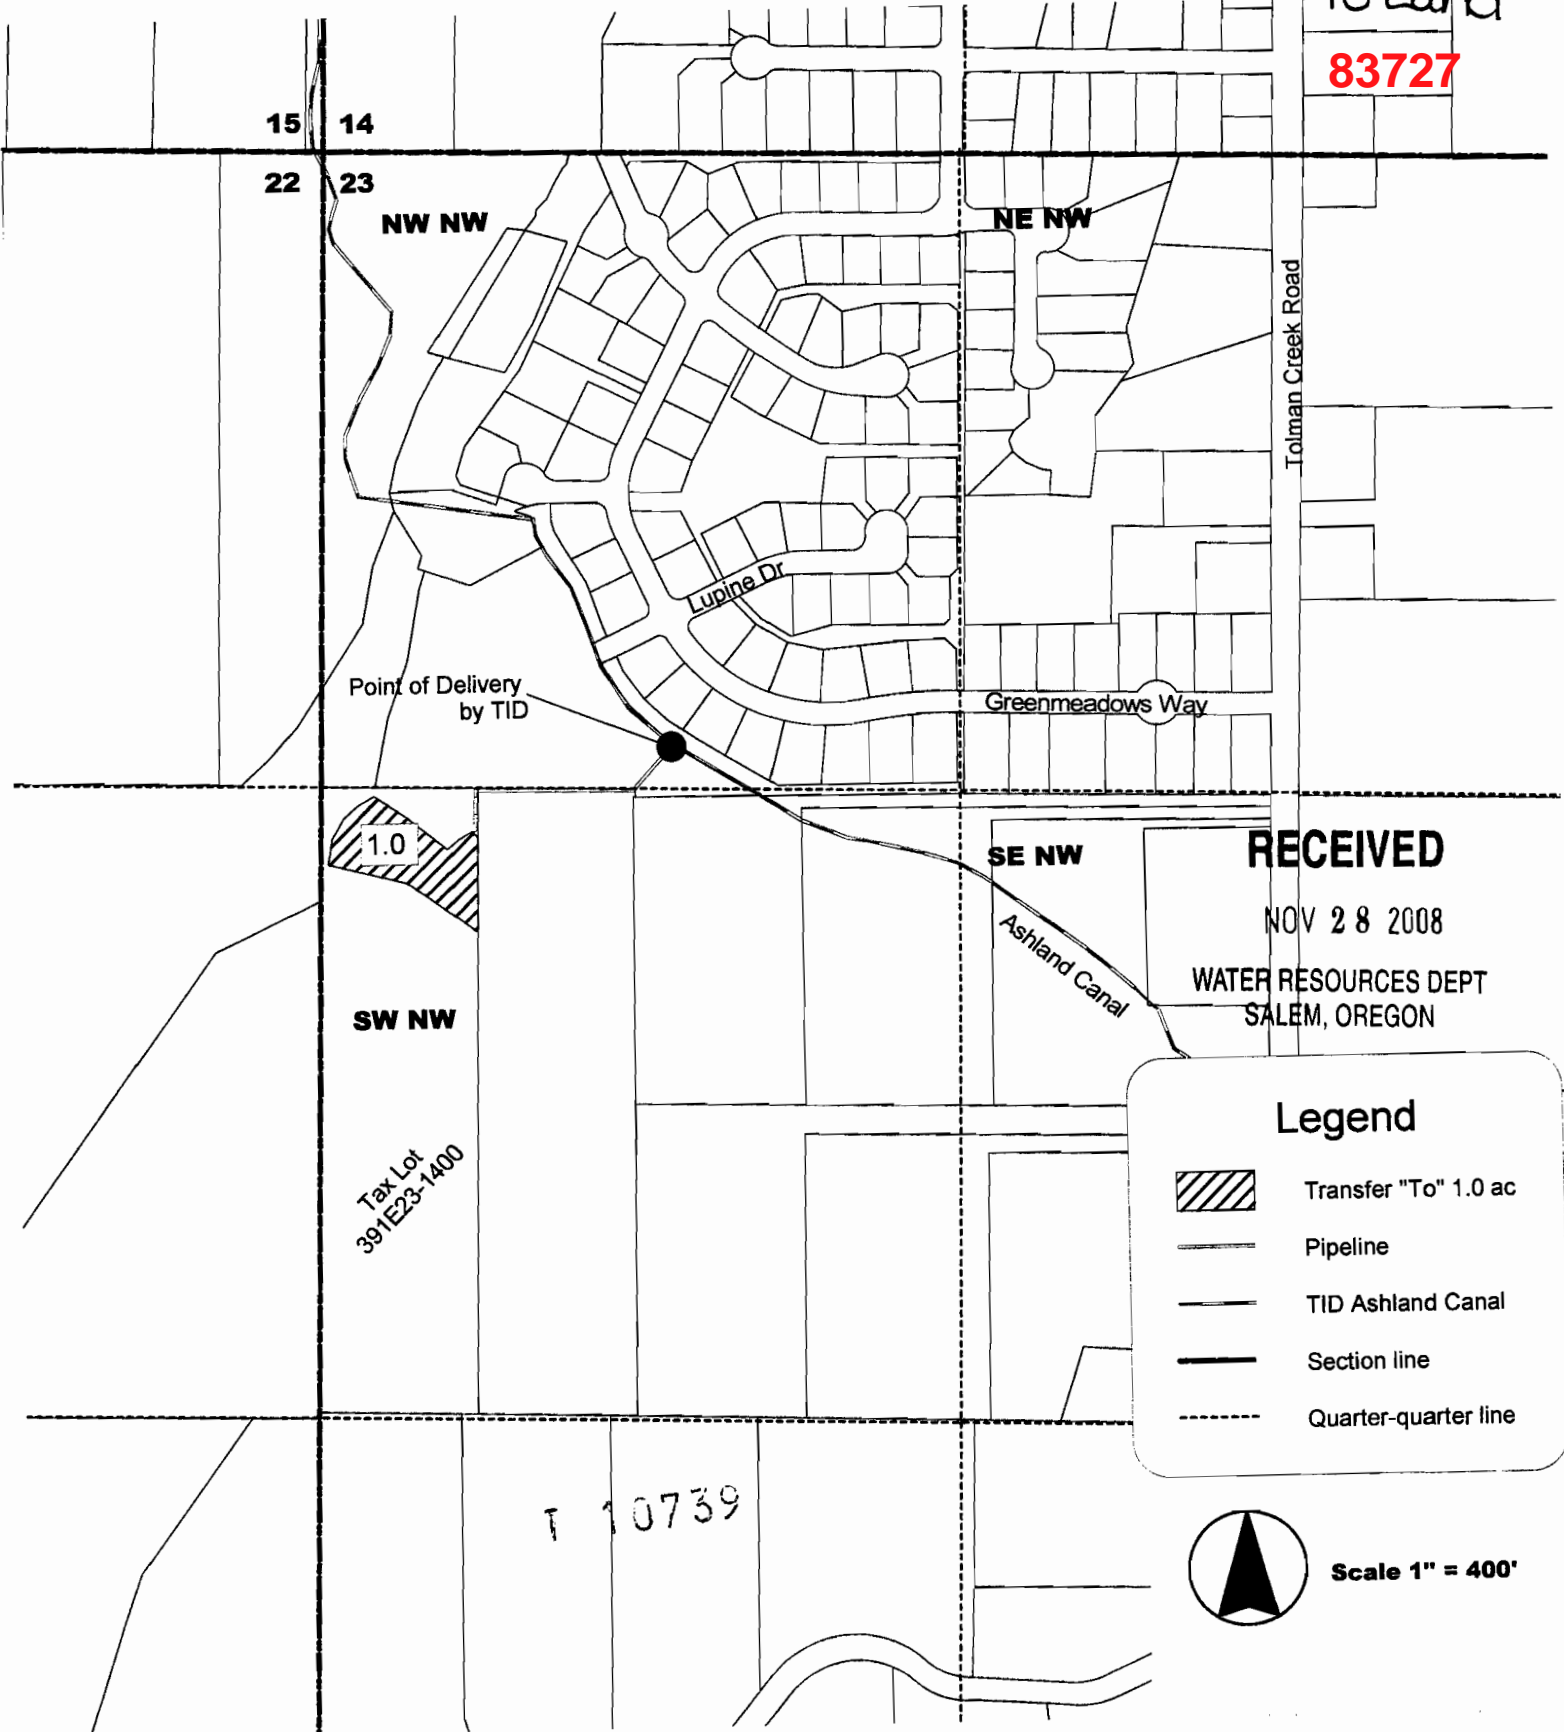 83727
15 14
22 23
NW NW
NE NW
Tolman Creek Road
Lupine Dr
Point of Delivery
by TID
Greenmeadows Way
1.0
SE NW
RECEIVED
NOV 28 2008
WATER RESOURCES DEPT
SALEM, OREGON
Ashland Canal
SW NW
Tax Lot
391E23-1400
Legend
Transfer "To" 1.0 ac
Pipeline
TID Ashland Canal
Section line
Quarter-quarter line
T 10739
Scale 1" = 400'